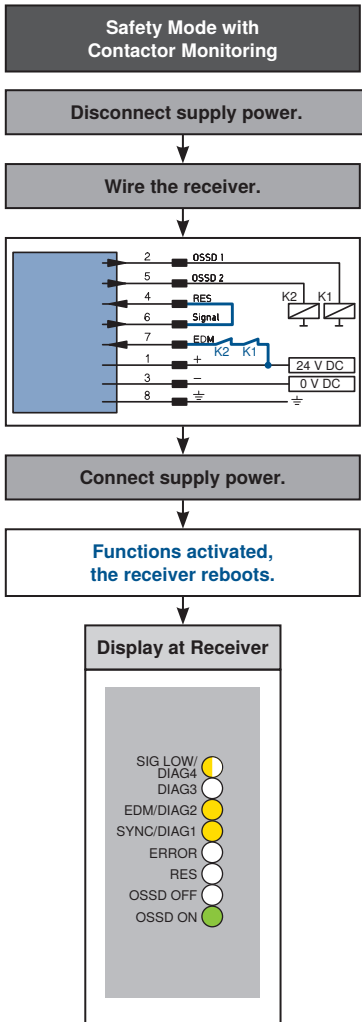 Safety Mode with
Contactor Monitoring
Disconnect supply power.
Wire the receiver.
2 OSSD 1
5 OSSD 2
4 RES
K2 K1
6 Signal
7 EDM
K2 K1
1 +
24 V DC
3 –
0 V DC
8
Connect supply power.
Functions activated,
the receiver reboots.
Display at Receiver
SIG LOW/
DIAG4
DIAG3
EDM/DIAG2
SYNC/DIAG1
ERROR
RES
OSSD OFF
OSSD ON